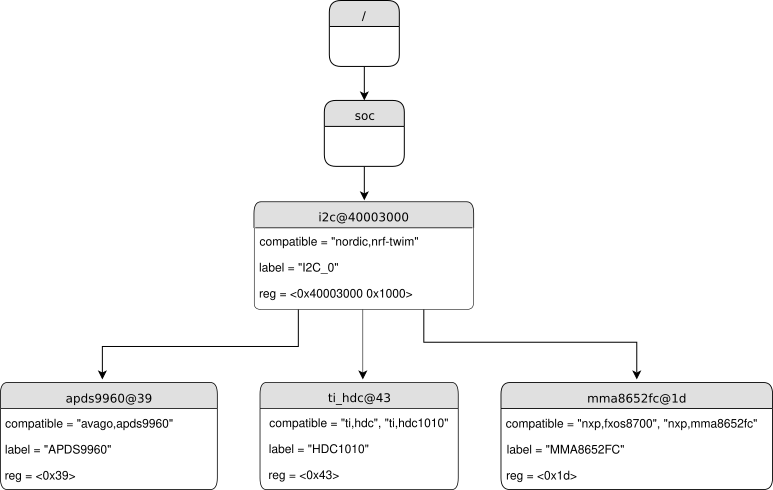 /
soc
i2c@40003000
compatible = "nordic,nrf-twim"
label = "I2C_0"
reg = <0x40003000 0x1000>
apds9960@39
compatible = "avago,apds9960"
label = "APDS9960"
reg = <0x39>
ti_hdc@43
compatible = "ti,hdc", "ti,hdc1010"
label = "HDC1010"
reg = <0x43>
mma8652fc@1d
compatible = "nxp,fxos8700", "nxp,mma8652fc"
label = "MMA8652FC"
reg = <0x1d>